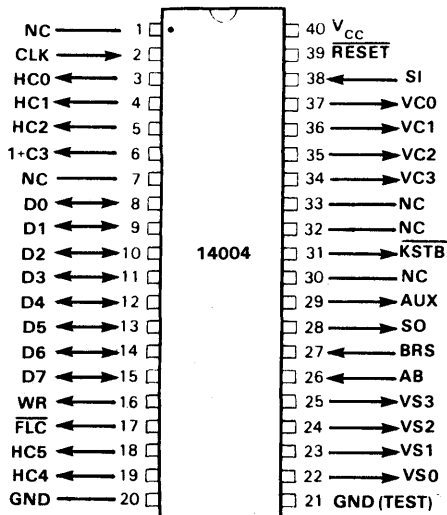 NC 1 40 VCC
CLK 2 39 RESET
HC0 3 38 SI
HC1 4 37 VC0
HC2 5 36 VC1
1+C3 6 35 VC2
NC 7 34 VC3
D0 8 33 NC
D1 9 32 NC
D2 10 14004 31 KSTB
D3 11 30 NC
D4 12 29 AUX
D5 13 28 SO
D6 14 27 BRS
D7 15 26 AB
WR 16 25 VS3
FLC 17 24 VS2
HC5 18 23 VS1
HC4 19 22 VS0
GND 20 21 GND (TEST)